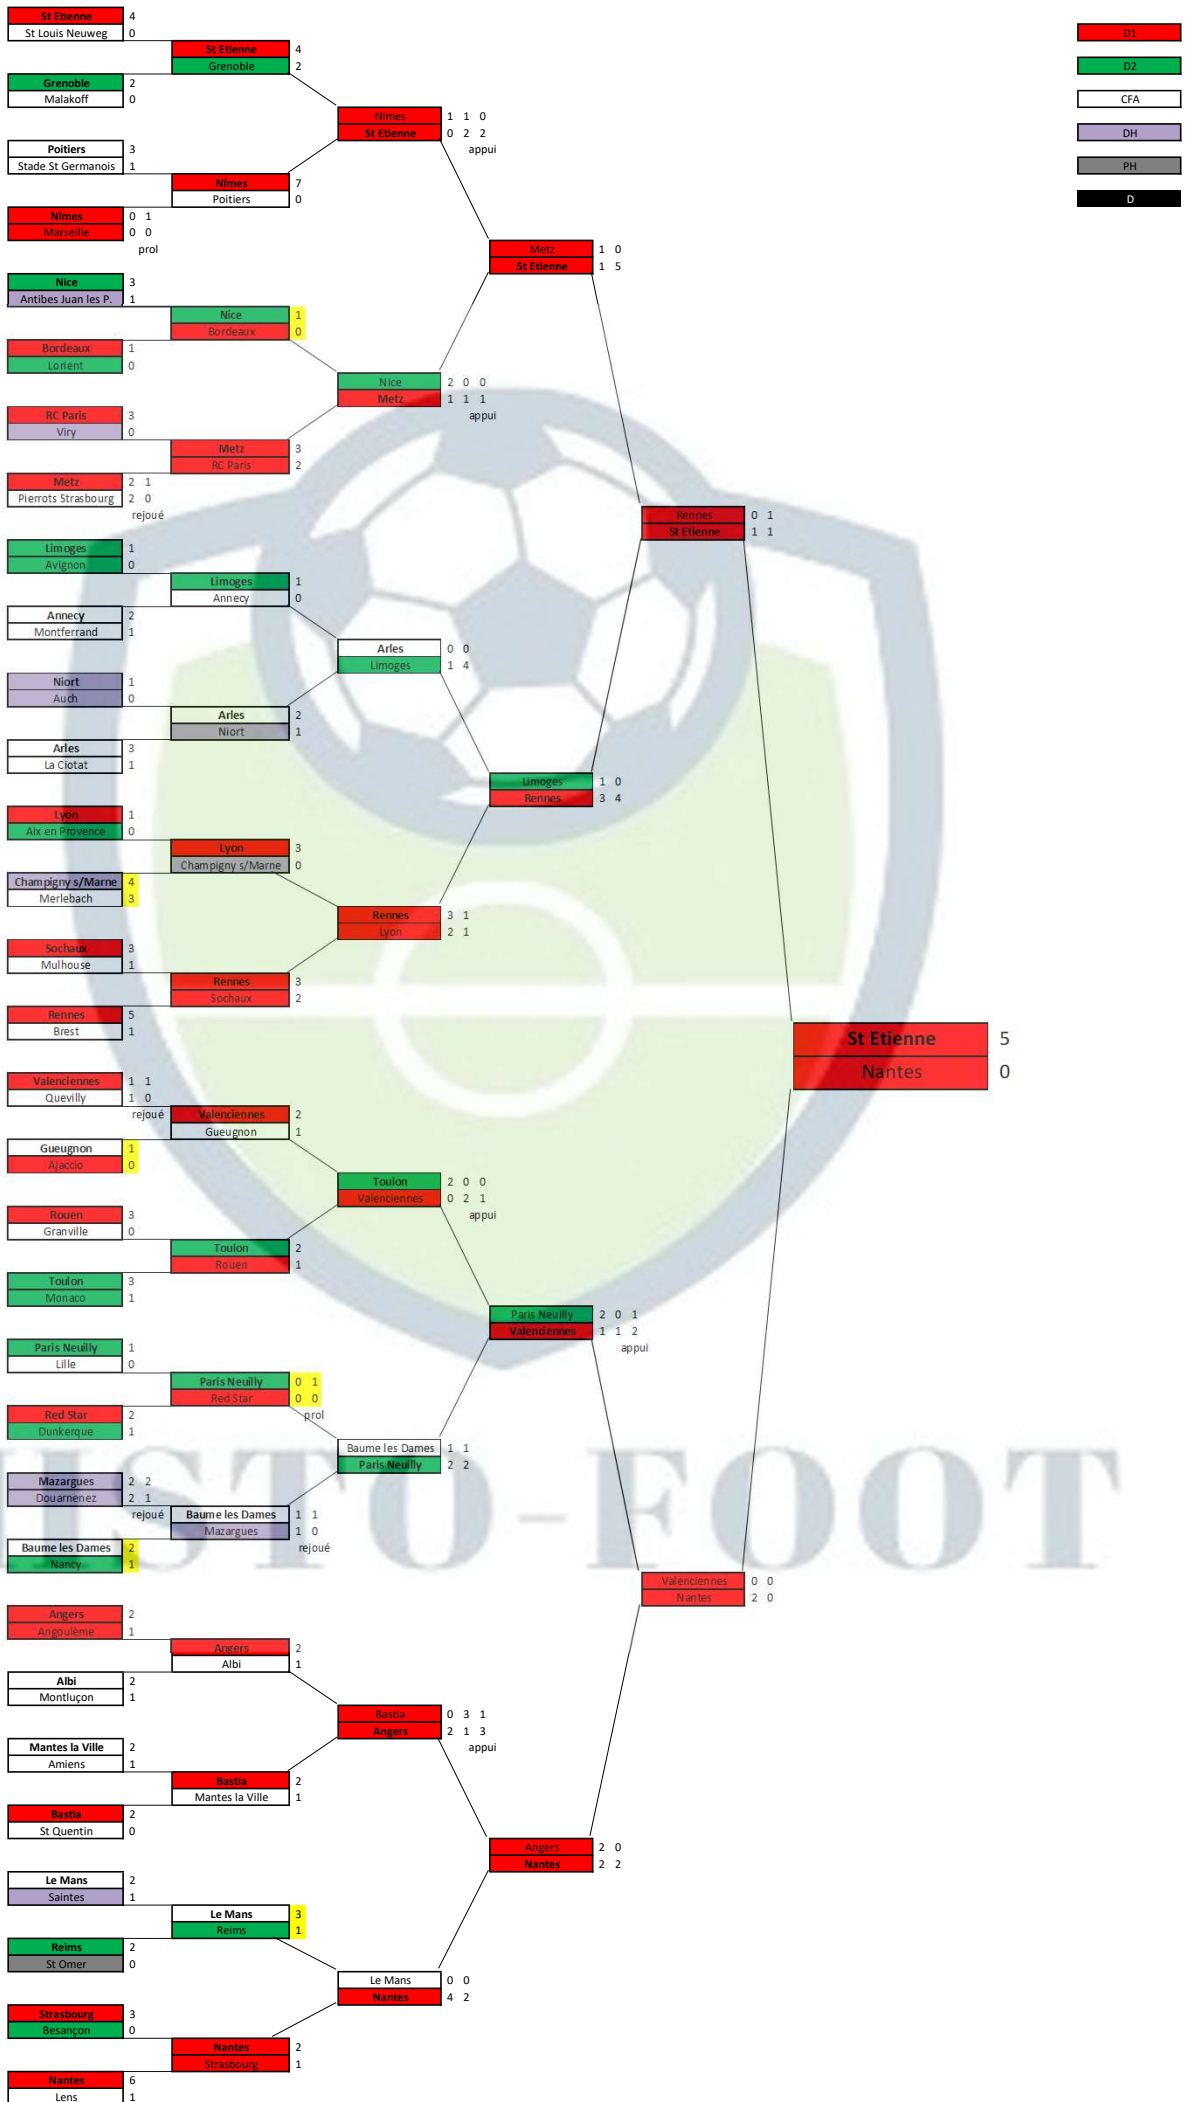 St Etienne 4
St Louis Neuweg 0
D1
St Etienne 4
Grenoble 2
D2
Grenoble 2
Malakoff 0
CFA
Nîmes 1 1 0
St Etienne 0 2 2
appui
DH
Poitiers 3
Stade St Germanois 1
PH
Nîmes 7
Poitiers 0
D
Nîmes 0 1
Marseille 0 0
prol
Metz 1 0
St Etienne 1 5
Nice 3
Antibes Juan les P. 1
Nice 1
Bordeaux 0
Bordeaux 1
Lorient 0
Nice 2 0 0
Metz 1 1 1
appui
RC Paris 3
Viry 0
Metz 3
RC Paris 2
Metz 2 1
Pierrots Strasbourg 2 0
rejoué
Rennes 0 1
St Etienne 1 1
Limoges 1
Avignon 0
Limoges 1
Annecy 0
Annecy 2
Montferrand 1
Arles 0 0
Limoges 1 4
Niort 1
Auch 0
Arles 2
Niort 1
Arles 3
La Ciotat 1
Limoges 1 0
Rennes 3 4
Lyon 1
Aix en Provence 0
Lyon 3
Champigny s/Marne 0
Champigny s/Marne 4
Merlebach 3
Rennes 3 1
Lyon 2 1
Sochaux 3
Mulhouse 1
Rennes 3
Sochaux 2
Rennes 5
Brest 1
St Etienne 5
Nantes 0
Valenciennes 1 1
Quevilly 1 0
rejoué
Valenciennes 2
Gueugnon 1
Gueugnon 1
Ajaccio 0
Toulon 2 0 0
Valenciennes 0 2 1
appui
Rouen 3
Granville 0
Toulon 2
Rouen 1
Toulon 3
Monaco 1
Paris Neuilly 2 0 1
Valenciennes 1 1 2
appui
Paris Neuilly 1
Lille 0
Paris Neuilly 0 1
Red Star 0 0
prol
Red Star 2
Dunkerque 1
Baume les Dames 1 1
Paris Neuilly 2 2
Mazargues 2 2
Douarnenez 2 1
rejoué
Baume les Dames 1 1
Mazargues 1 0
rejoué
Baume les Dames 2
Nancy 1
HISTO-FOOT
Valenciennes 0 0
Nantes 2 0
Angers 2
Angoulème 1
Angers 2
Albi 1
Albi 2
Montluçon 1
Bastia 0 3 1
Angers 2 1 3
appui
Mantes la Ville 2
Amiens 1
Bastia 2
Mantes la Ville 1
Bastia 2
St Quentin 0
Angers 2 0
Nantes 2 2
Le Mans 2
Saintes 1
Le Mans 3
Reims 1
Reims 2
St Omer 0
Le Mans 0 0
Nantes 4 2
Strasbourg 3
Besançon 0
Nantes 2
Strasbourg 1
Nantes 6
Lens 1